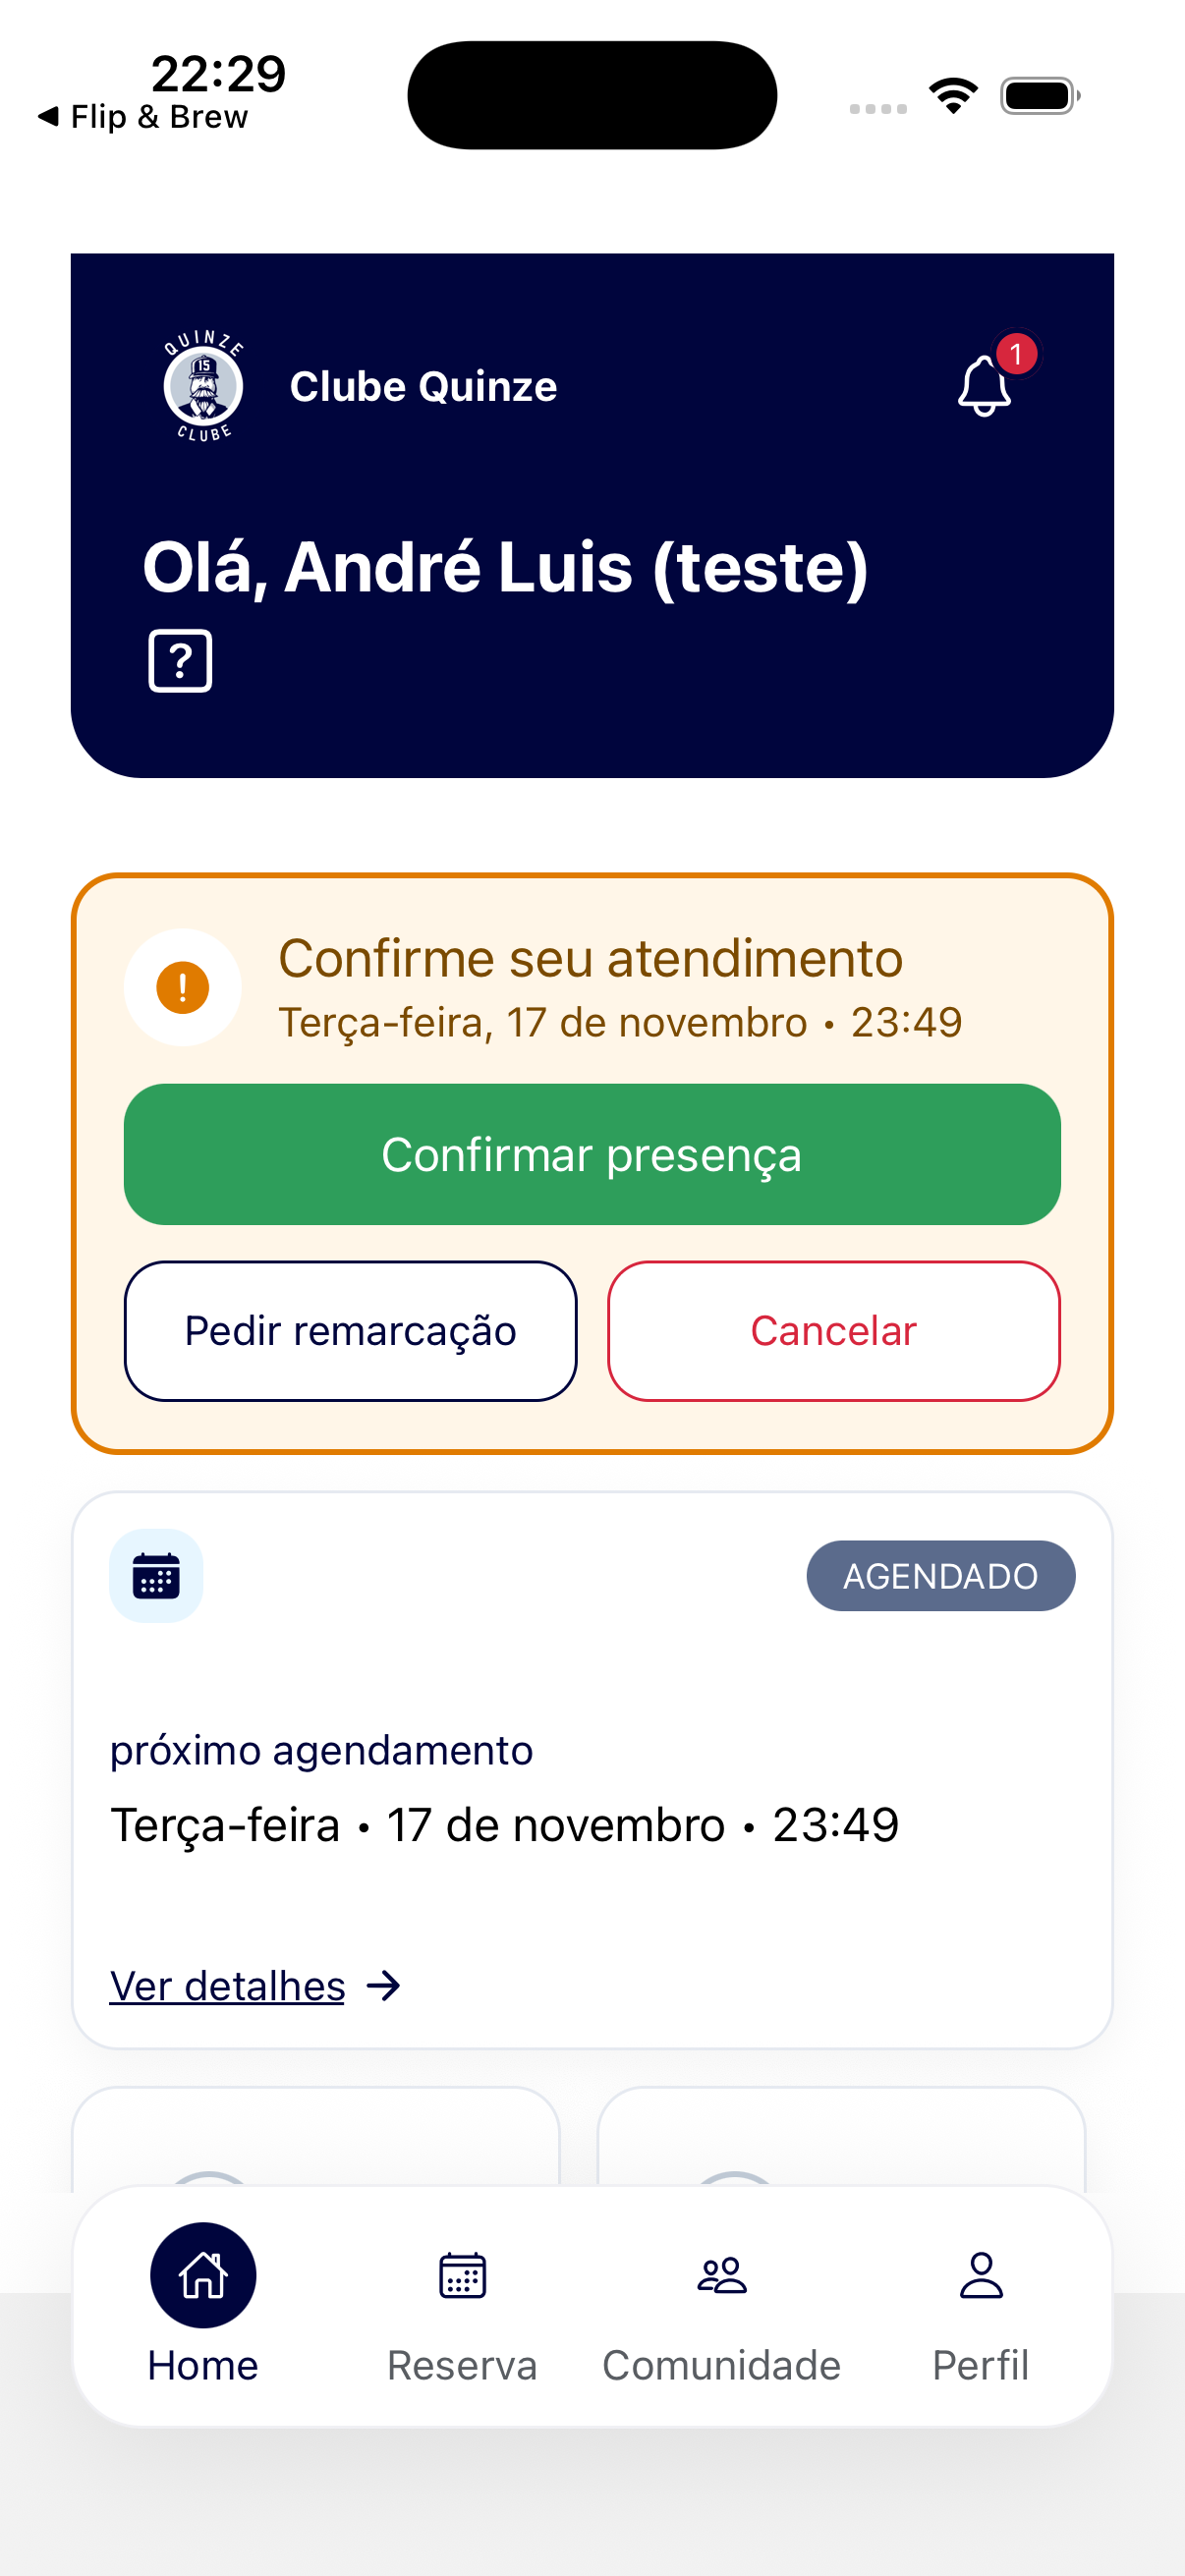 22:29
◀ Flip & Brew
QUINZE
15
CLUBE
Clube Quinze
1
Olá, André Luis (teste)
?
Confirme seu atendimento
Terça-feira, 17 de novembro • 23:49
Confirmar presença
Pedir remarcação
Cancelar
AGENDADO
próximo agendamento
Terça-feira • 17 de novembro • 23:49
Ver detalhes →
Home
Reserva
Comunidade
Perfil